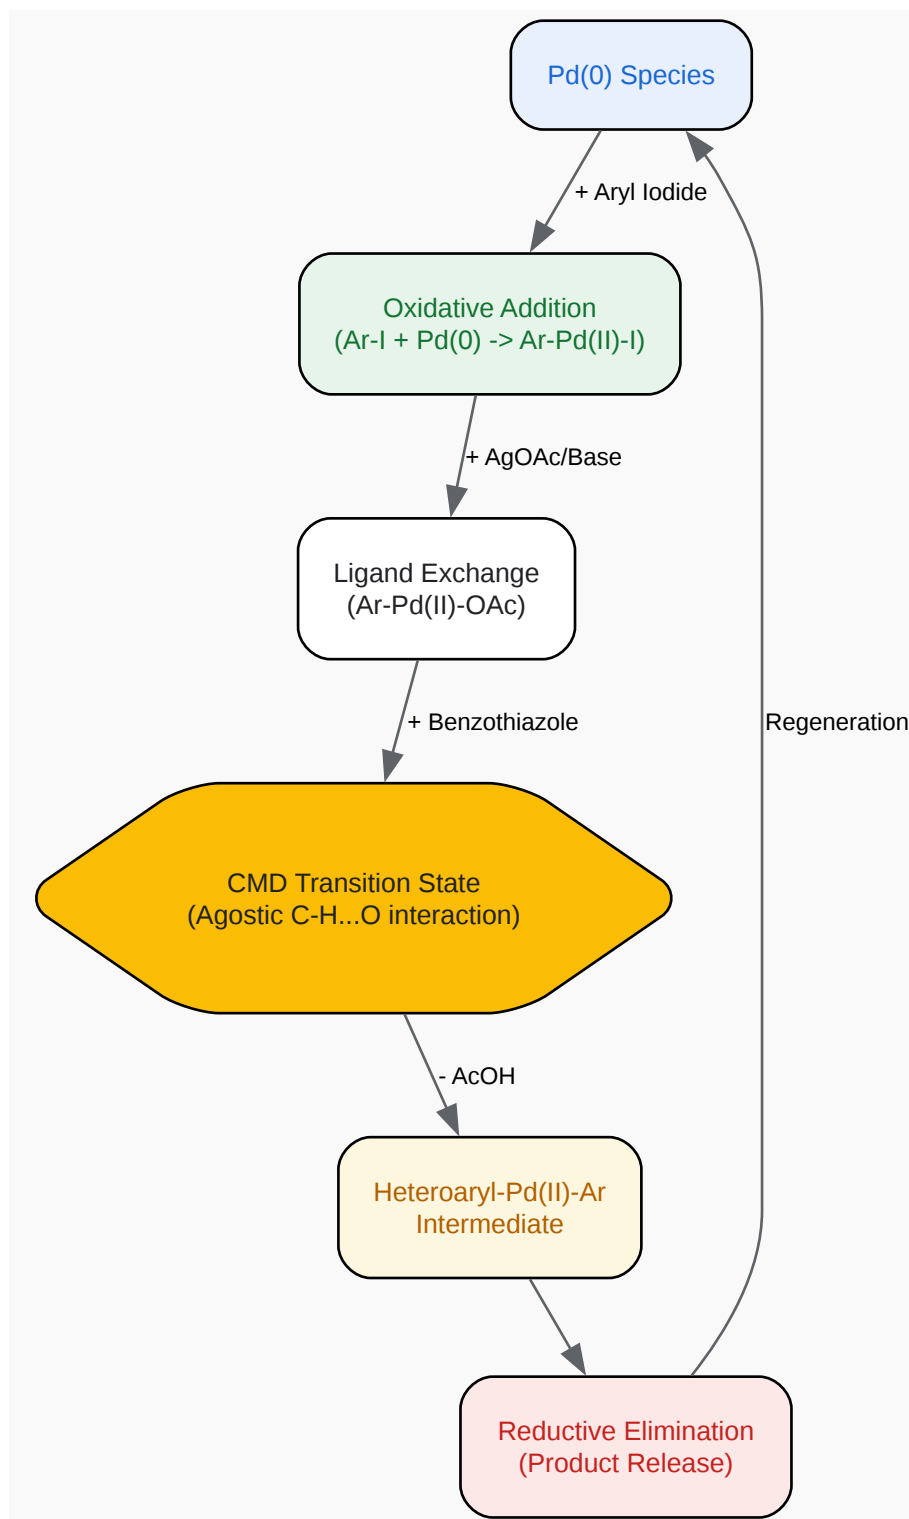 Pd(0) Species
+ Aryl Iodide
Oxidative Addition
(Ar-I + Pd(0) -> Ar-Pd(II)-I)
+ AgOAc/Base
Ligand Exchange
(Ar-Pd(II)-OAc)
+ Benzothiazole
Regeneration
CMD Transition State
(Agostic C-H...O interaction)
- AcOH
Heteroaryl-Pd(II)-Ar
Intermediate
Reductive Elimination
(Product Release)